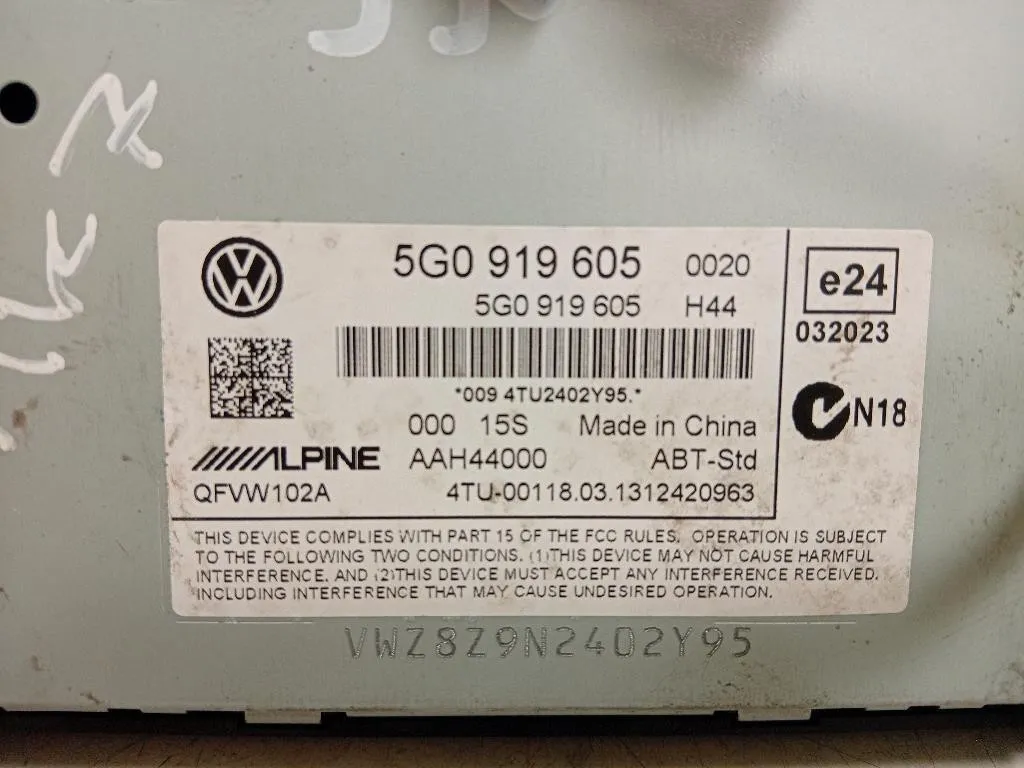 5G0 919 605 0020
5G0 919 605 H44
*009 4TU2402Y95.*
000 15S Made in China
ALPINE AAH44000 ABT-Std
QFVW102A 4TU-00118.03.1312420963
e24
032023
N18
THIS DEVICE COMPLIES WITH PART 15 OF THE FCC RULES. OPERATION IS SUBJECT
TO THE FOLLOWING TWO CONDITIONS. (1)THIS DEVICE MAY NOT CAUSE HARMFUL
INTERFERENCE. AND (2)THIS DEVICE MUST ACCEPT ANY INTERFERENCE RECEIVED.
INCLUDING INTERFERENCE THAT MAY CAUSE UNDESIRED OPERATION.
VWZ8Z9N2402Y95